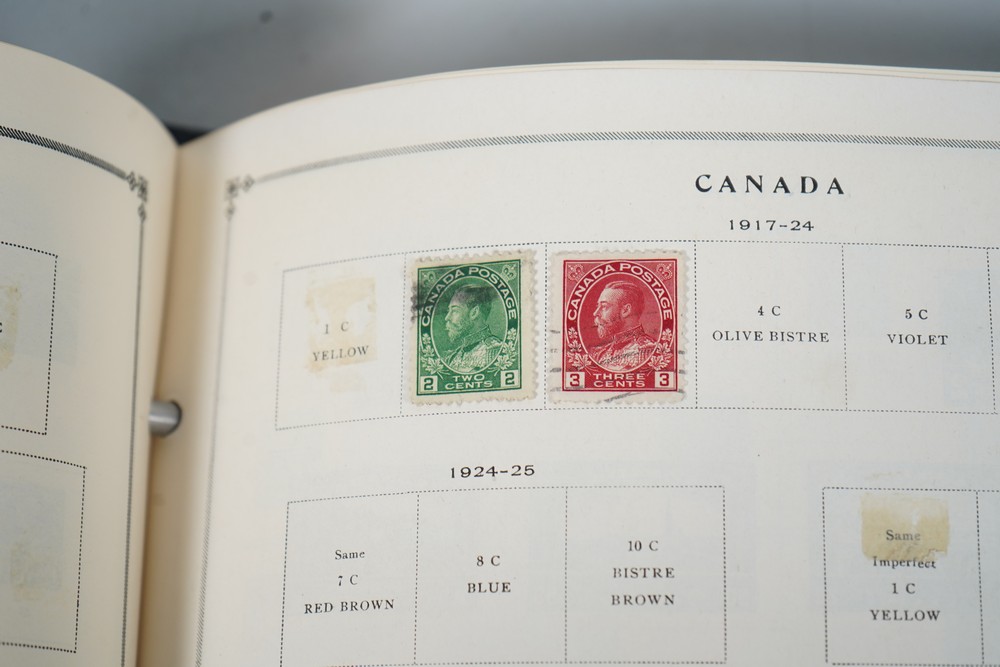 CANADA
1917-24
1 C
YELLOW
CANADA POSTAGE
2 TWO CENTS 2
CANADA POSTAGE
3 THREE CENTS 3
4 C
OLIVE BISTRE
5 C
VIOLET
1924-25
Same
7 C
RED BROWN
8 C
BLUE
10 C
BISTRE
BROWN
Same
Imperfect
1 C
YELLOW